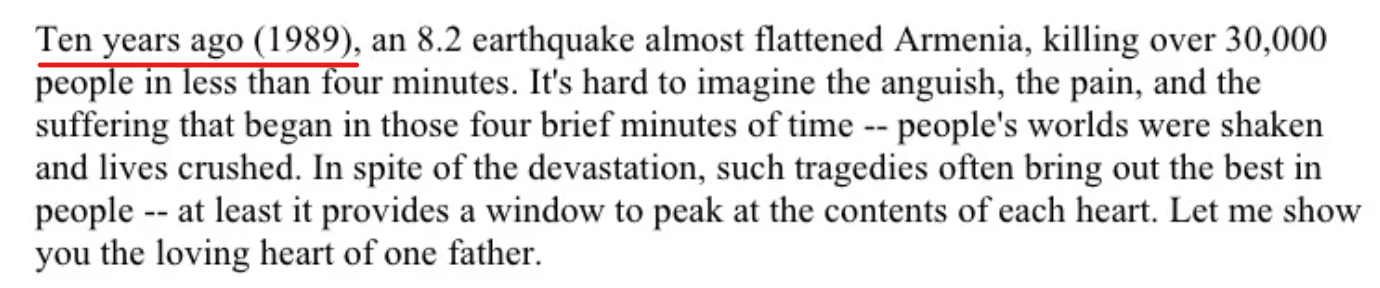 Ten years ago (1989), an 8.2 earthquake almost flattened Armenia, killing over 30,000
people in less than four minutes. It's hard to imagine the anguish, the pain, and the
suffering that began in those four brief minutes of time -- people's worlds were shaken
and lives crushed. In spite of the devastation, such tragedies often bring out the best in
people -- at least it provides a window to peak at the contents of each heart. Let me show
you the loving heart of one father.